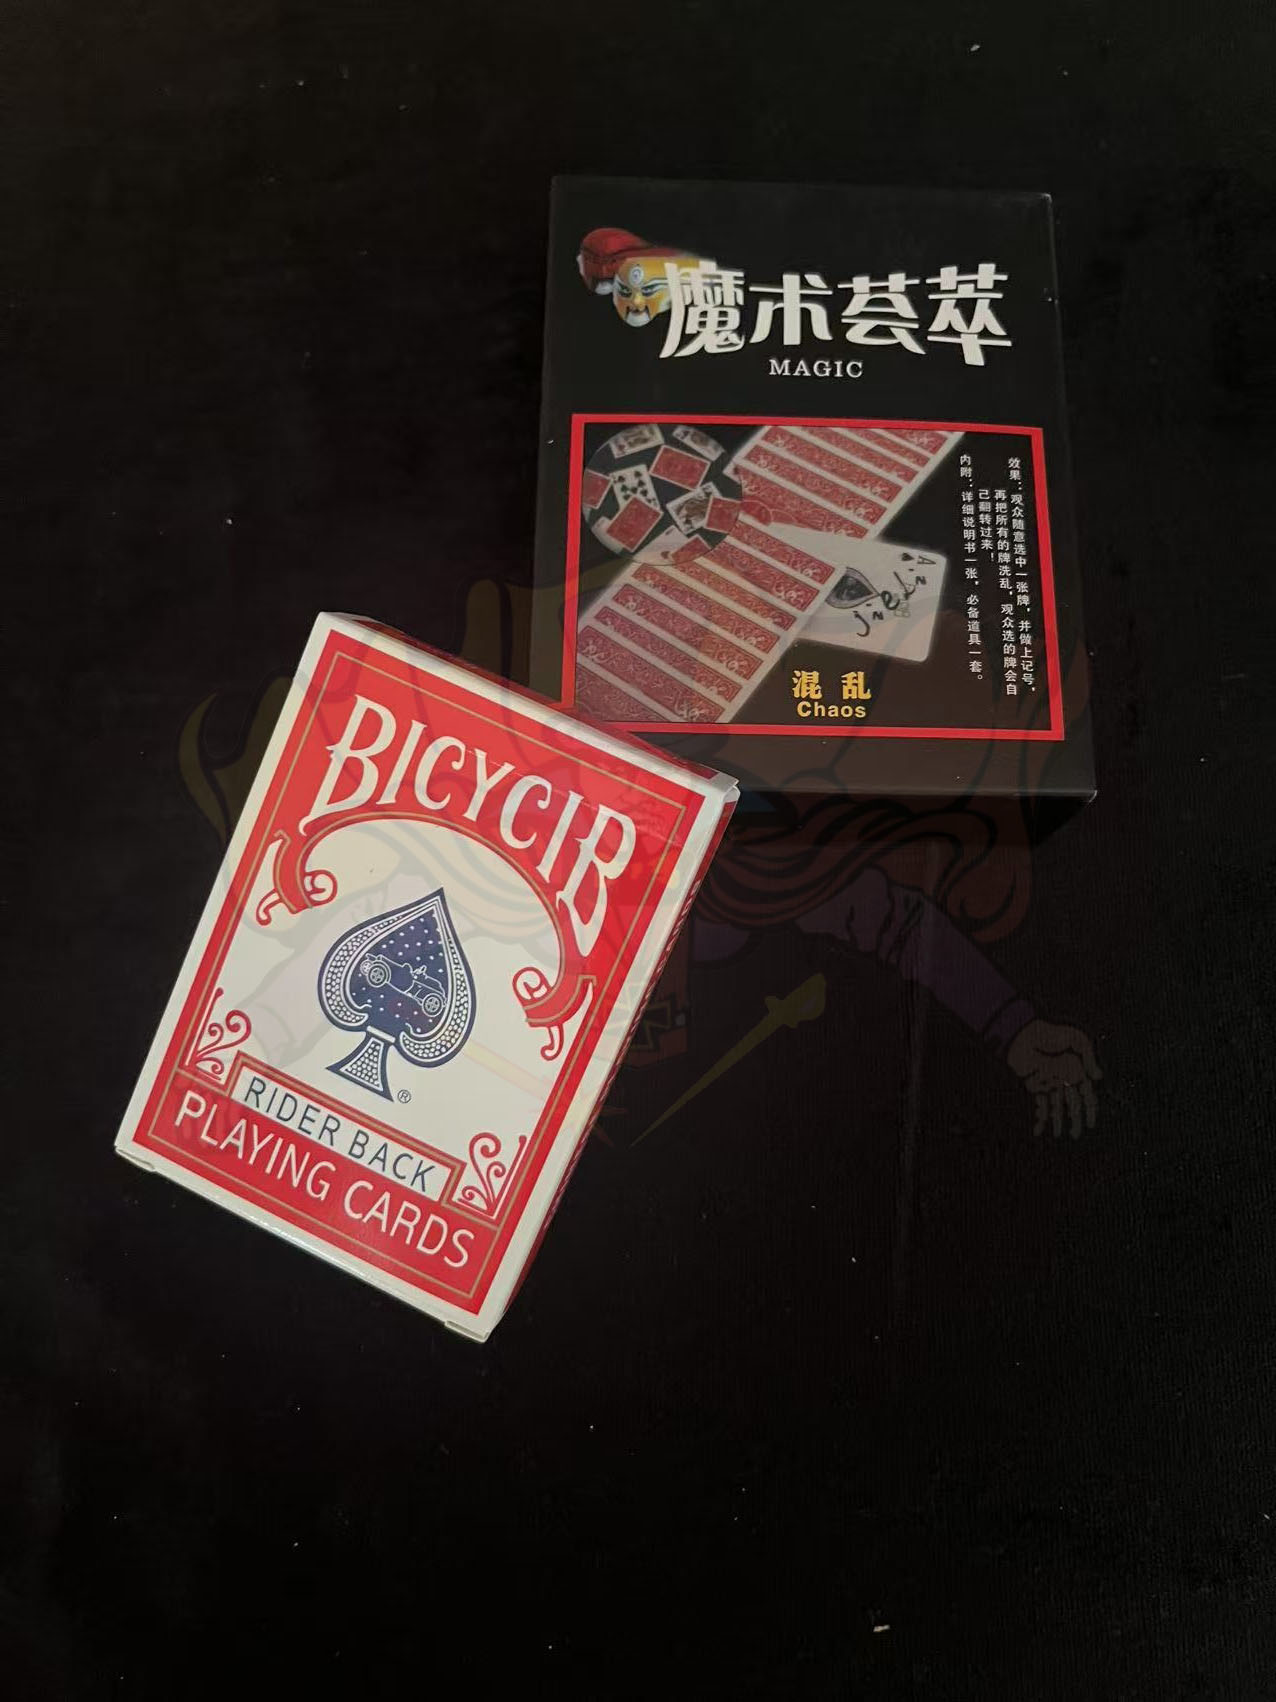 魔术荟萃
MAGIC
效果：观众随意选中一张牌，并做上记号，
再把所有的牌洗乱，观众选的牌会自
己翻转过来！
内附：详细说明书一张，必备道具一套。
A
混乱
Chaos
BICYCIB
®
RIDER BACK
PLAYING CARDS